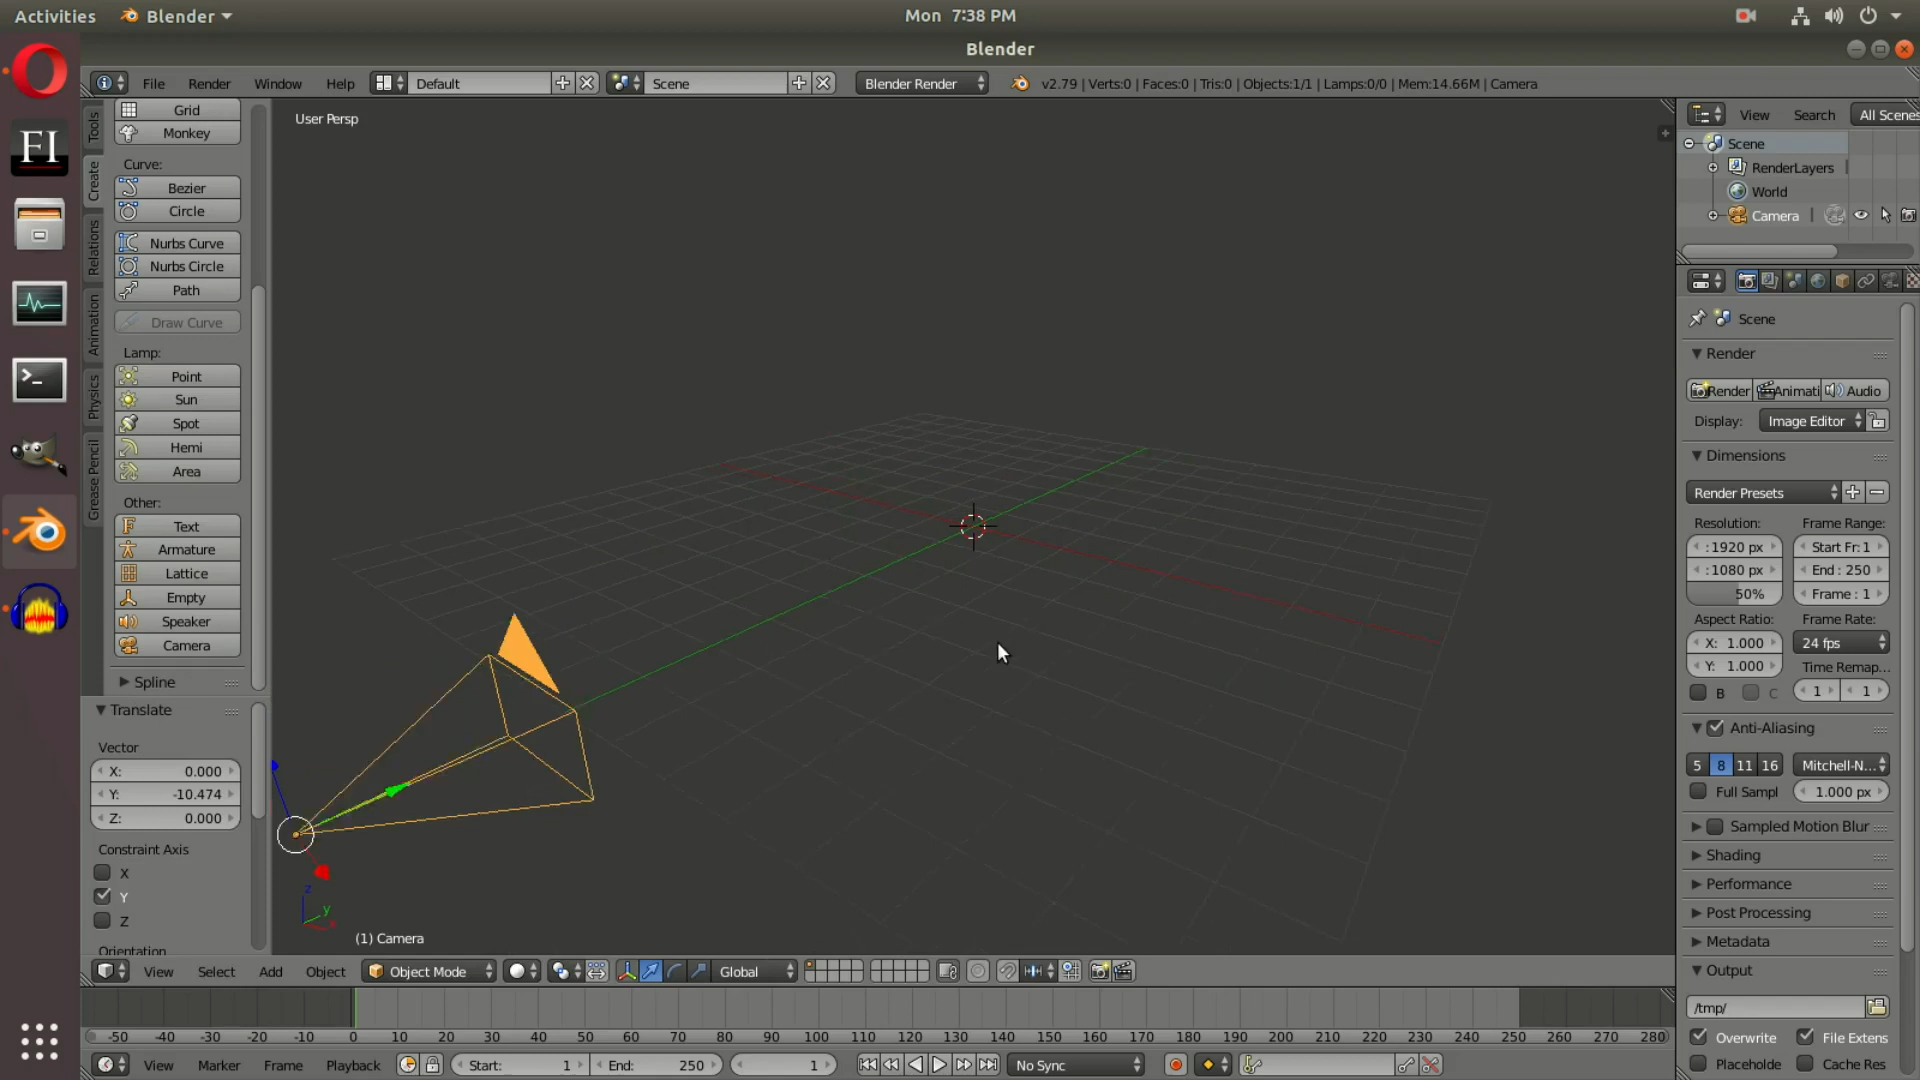 Activities Blender Mon 7:38 PM
Blender
File Render Window Help Default Scene Blender Render v2.79 | Verts:0 | Faces:0 | Tris:0 | Objects:1/1 | Lamps:0/0 | Mem:14.66M | Camera
FI
Tools
Create
Relations
Animation
Physics
Grease Pencil
Grid
Monkey
Curve:
Bezier
Circle
Nurbs Curve
Nurbs Circle
Path
Draw Curve
Lamp:
Point
Sun
Spot
Hemi
Area
Other:
Text
Armature
Lattice
Empty
Speaker
Camera
Spline
Translate
Vector
X: 0.000
Y: -10.474
Z: 0.000
Constraint Axis
X
Y
Z
Orientation
User Persp
z
y
x
(1) Camera
View Select Add Object Object Mode Global
-50 -40 -30 -20 -10 0 10 20 30 40 50 60 70 80 90 100 110 120 130 140 150 160 170 180 190 200 210 220 230 240 250 260 270 280
View Marker Frame Playback Start: 1 End: 250 1 No Sync
View Search All Scenes
Scene
RenderLayers
World
Camera
Scene
Render
Render Animati Audio
Display: Image Editor
Dimensions
Render Presets
Resolution: Frame Range:
:1920 px Start Fr: 1
:1080 px End : 250
50% Frame : 1
Aspect Ratio: Frame Rate:
X: 1.000 24 fps
Y: 1.000 Time Remap...
B C 1 1
Anti-Aliasing
5 8 11 16 Mitchell-N...
Full Sampl 1.000 px
Sampled Motion Blur
Shading
Performance
Post Processing
Metadata
Output
/tmp/
Overwrite File Extens
Placeholde Cache Res